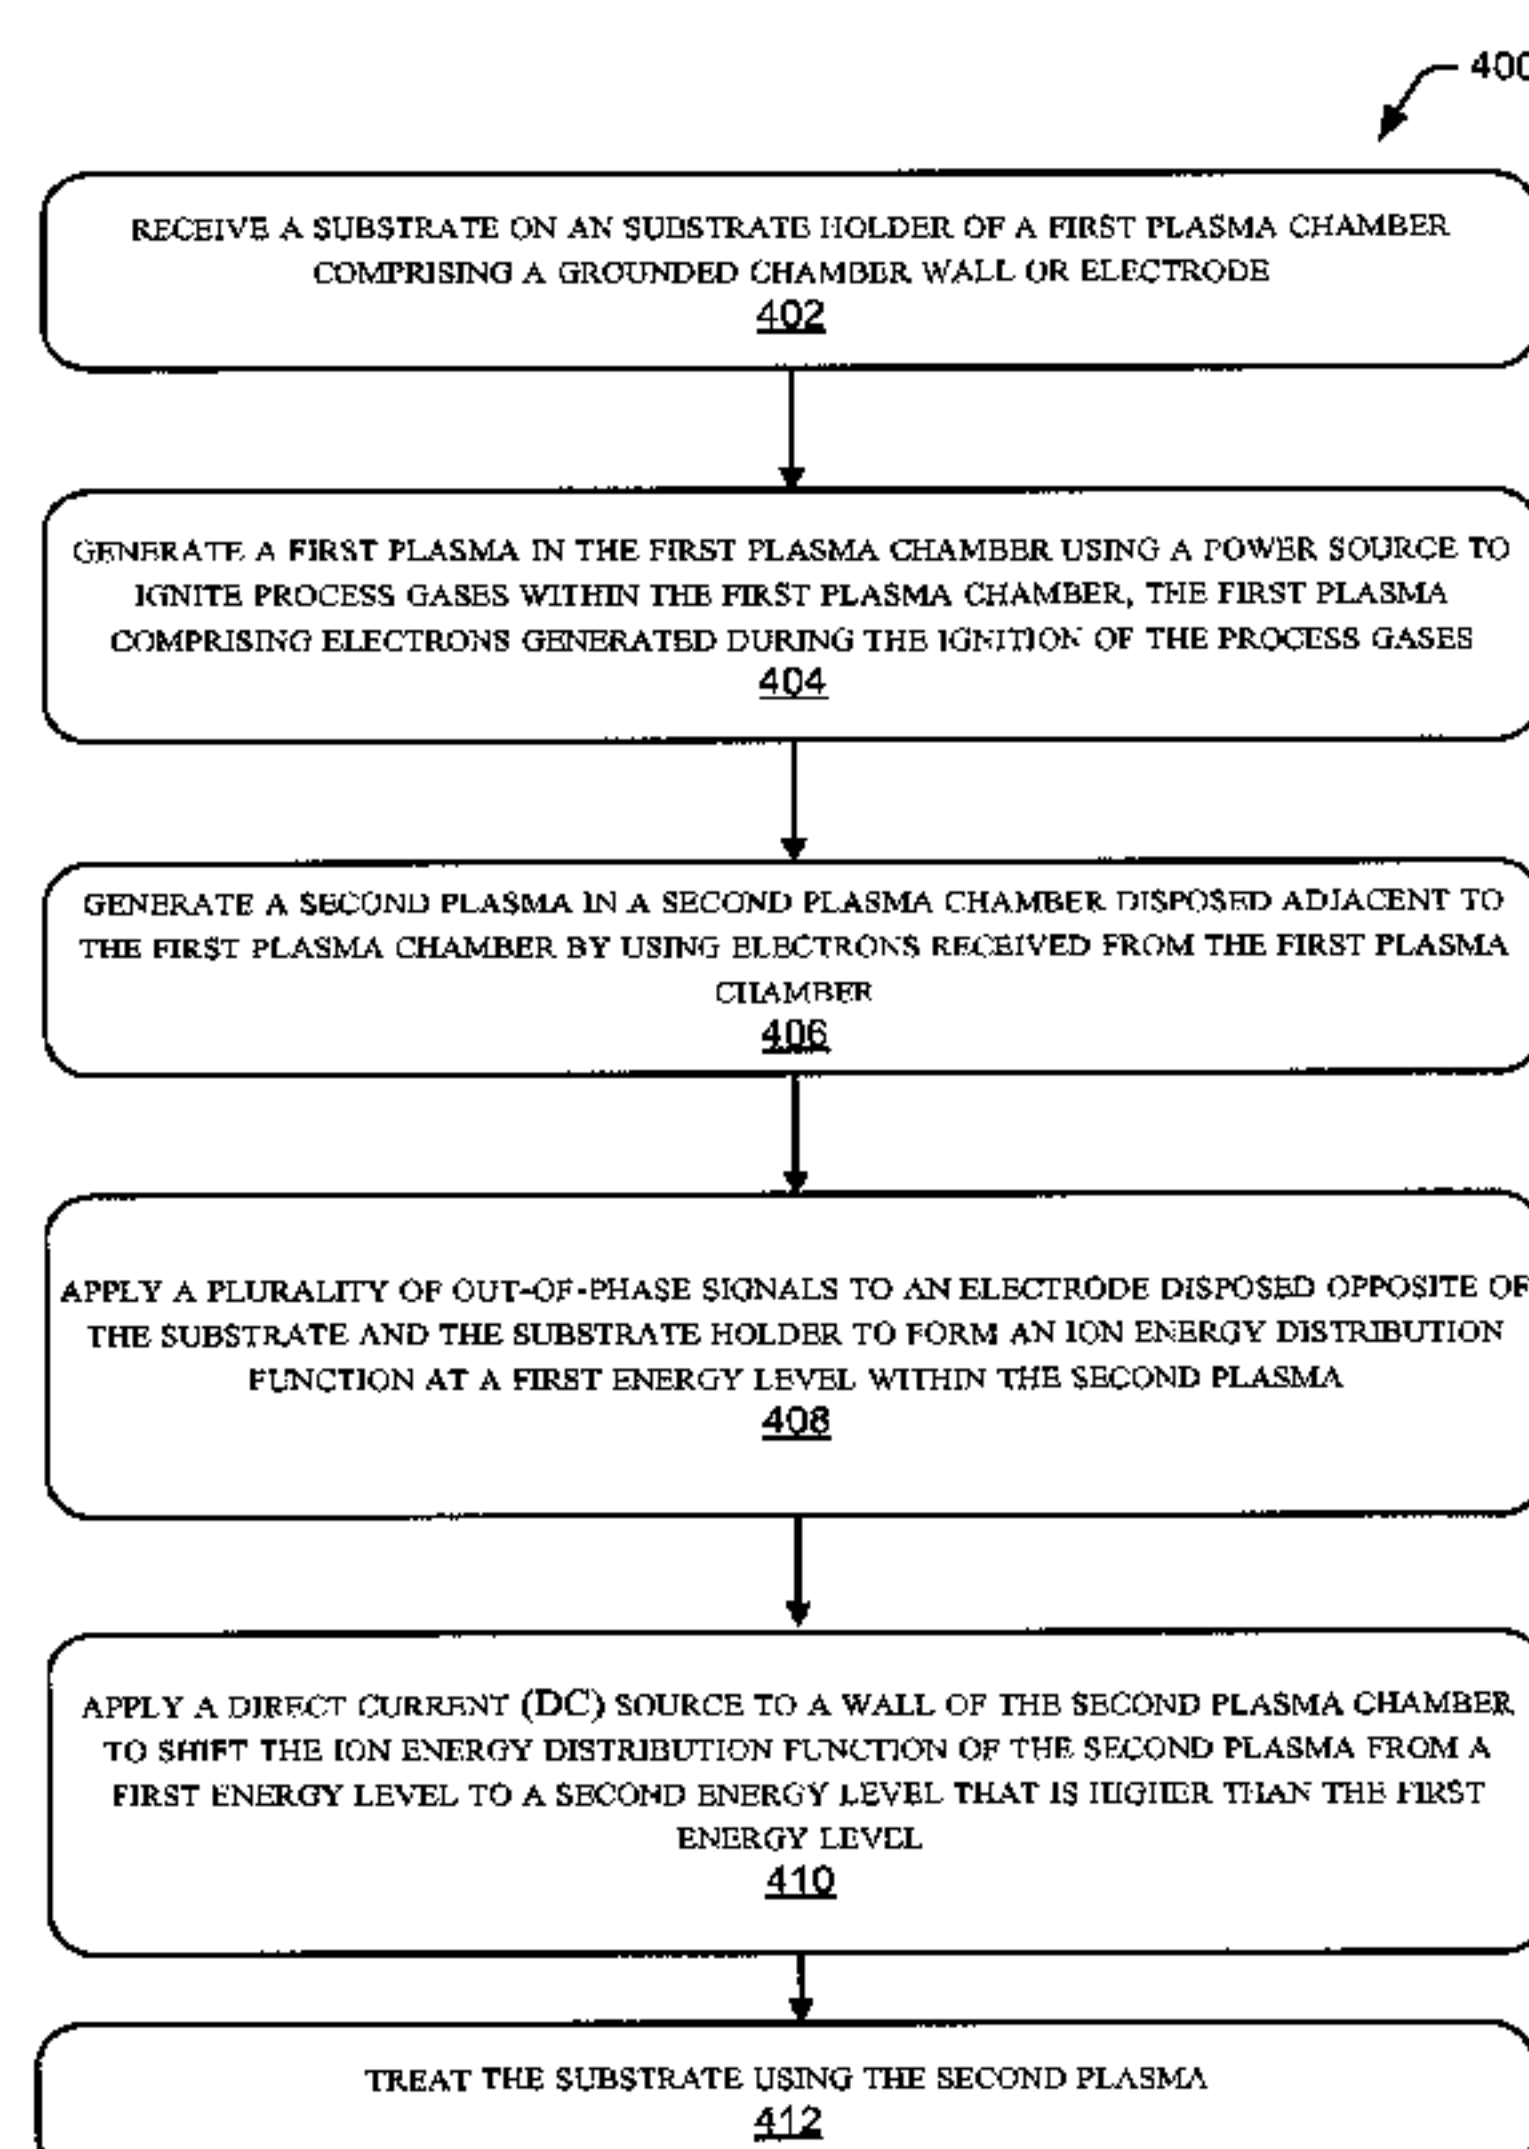 400
RECEIVE A SUBSTRATE ON AN SUBSTRATE HOLDER OF A FIRST PLASMA CHAMBER
COMPRISING A GROUNDED CHAMBER WALL OR ELECTRODE
402
GENERATE A FIRST PLASMA IN THE FIRST PLASMA CHAMBER USING A POWER SOURCE TO
IGNITE PROCESS GASES WITHIN THE FIRST PLASMA CHAMBER, THE FIRST PLASMA
COMPRISING ELECTRONS GENERATED DURING THE IGNITION OF THE PROCESS GASES
404
GENERATE A SECOND PLASMA IN A SECOND PLASMA CHAMBER DISPOSED ADJACENT TO
THE FIRST PLASMA CHAMBER BY USING ELECTRONS RECEIVED FROM THE FIRST PLASMA
CHAMBER
406
APPLY A PLURALITY OF OUT-OF-PHASE SIGNALS TO AN ELECTRODE DISPOSED OPPOSITE OF
THE SUBSTRATE AND THE SUBSTRATE HOLDER TO FORM AN ION ENERGY DISTRIBUTION
FUNCTION AT A FIRST ENERGY LEVEL WITHIN THE SECOND PLASMA
408
APPLY A DIRECT CURRENT (DC) SOURCE TO A WALL OF THE SECOND PLASMA CHAMBER
TO SHIFT THE ION ENERGY DISTRIBUTION FUNCTION OF THE SECOND PLASMA FROM A
FIRST ENERGY LEVEL TO A SECOND ENERGY LEVEL THAT IS HIGHER THAN THE FIRST
ENERGY LEVEL
410
TREAT THE SUBSTRATE USING THE SECOND PLASMA
412